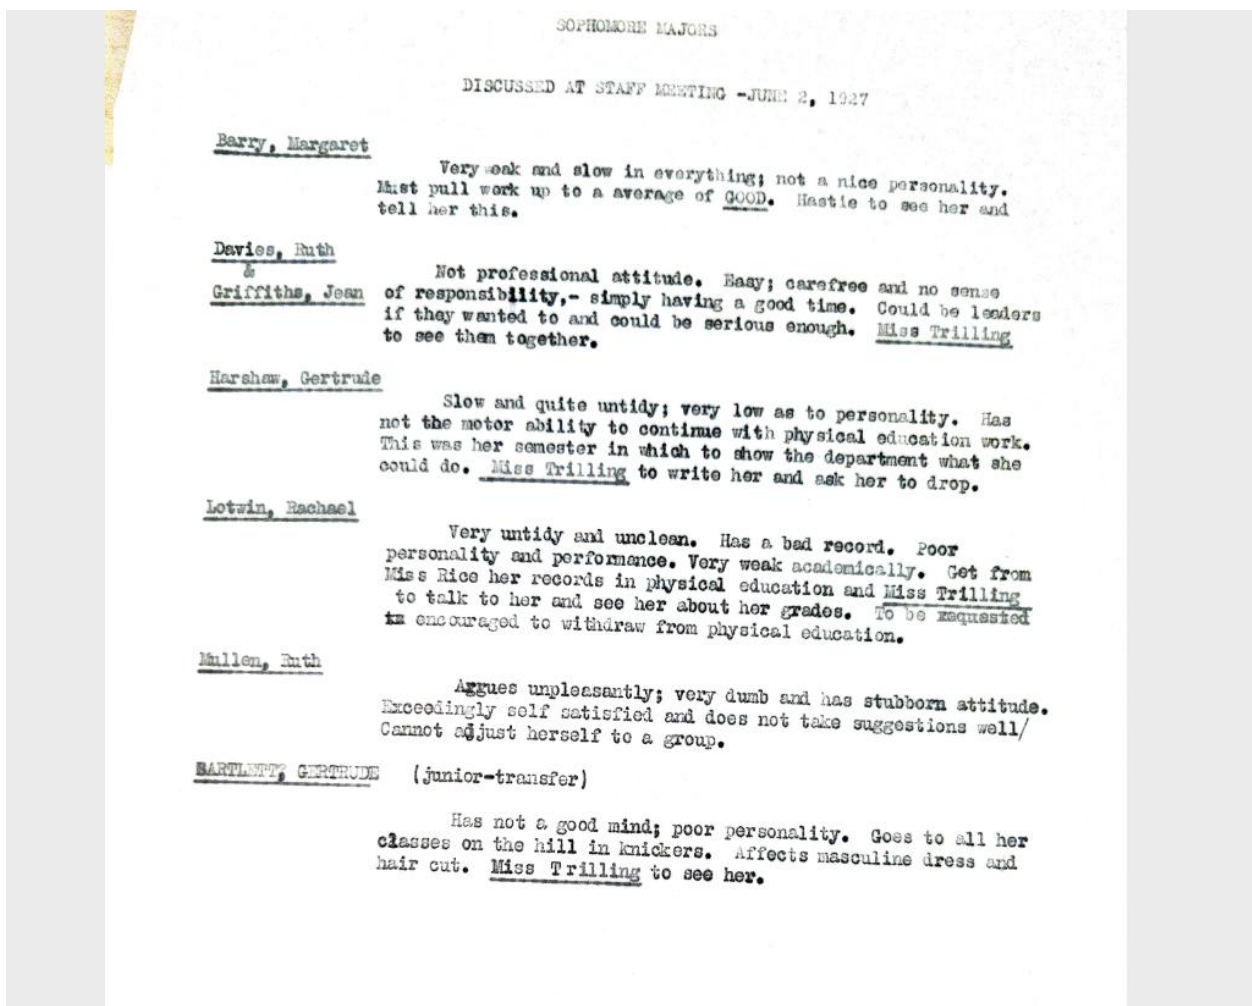 SOPHOMORE MAJORS
DISCUSSED AT STAFF MEETING -JUNE 2, 1927
Barry, Margaret
Very weak and slow in everything; not a nice personality.
Must pull work up to a average of GOOD. Hastie to see her and
tell her this.
Davies, Ruth
&
Griffiths, Jean
Not professional attitude. Easy; carefree and no sense
of responsibility,- simply having a good time. Could be leaders
if they wanted to and could be serious enough. Miss Trilling
to see them together.
Harshaw, Gertrude
Slow and quite untidy; very low as to personality. Has
not the motor ability to continue with physical education work.
This was her semester in which to show the department what she
could do. Miss Trilling to write her and ask her to drop.
Lotwin, Rachael
Very untidy and unclean. Has a bad record. Poor
personality and performance. Very weak academically. Get from
Miss Rice her records in physical education and Miss Trilling
to talk to her and see her about her grades. To be requested
to encouraged to withdraw from physical education.
Mullen, Ruth
Argues unpleasantly; very dumb and has stubborn attitude.
Exceedingly self satisfied and does not take suggestions well/
Cannot adjust herself to a group.
BARTLETT, GERTRUDE (junior-transfer)
Has not a good mind; poor personality. Goes to all her
classes on the hill in knickers. Affects masculine dress and
hair cut. Miss Trilling to see her.